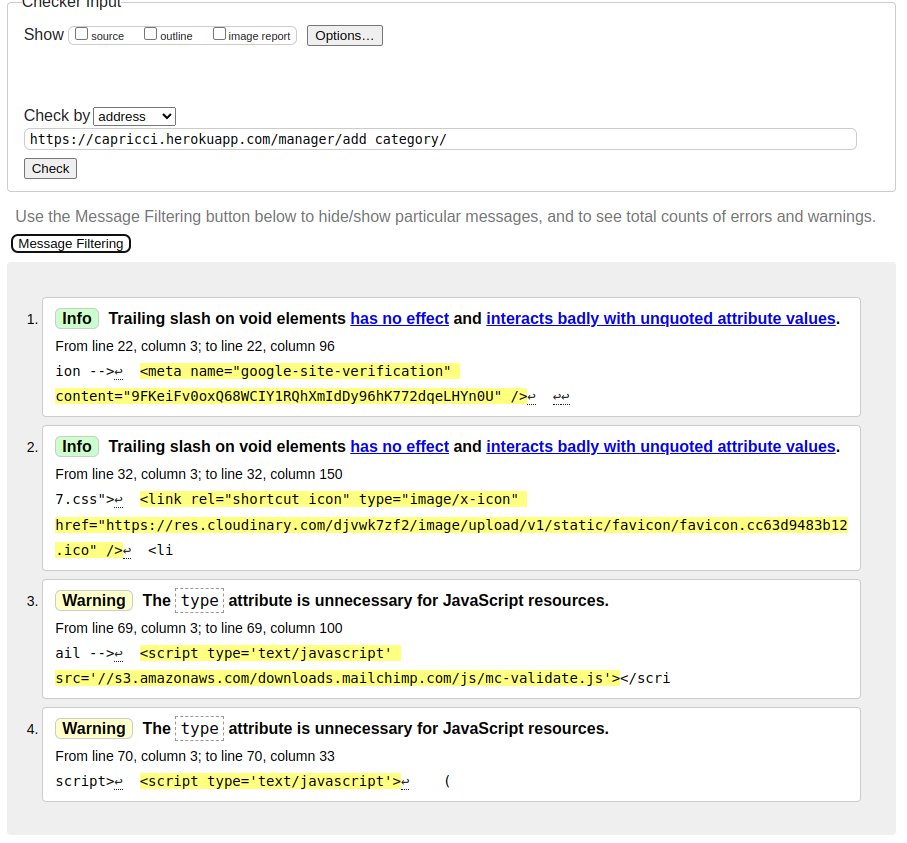 Checker Input
Show source outline image report Options…
Check by address
https://capricci.herokuapp.com/manager/add category/
Check
Use the Message Filtering button below to hide/show particular messages, and to see total counts of errors and warnings.
Message Filtering
1. Info Trailing slash on void elements has no effect and interacts badly with unquoted attribute values.
From line 22, column 3; to line 22, column 96
ion -->↩ <meta name="google-site-verification"
content="9FKeiFv0oxQ68WCIY1RQhXmIdDy96hK772dqeLHYn0U" />↩ ↩↩
2. Info Trailing slash on void elements has no effect and interacts badly with unquoted attribute values.
From line 32, column 3; to line 32, column 150
7.css">↩ <link rel="shortcut icon" type="image/x-icon"
href="https://res.cloudinary.com/djvwk7zf2/image/upload/v1/static/favicon/favicon.cc63d9483b12
.ico" />↩ <li
3. Warning The type attribute is unnecessary for JavaScript resources.
From line 69, column 3; to line 69, column 100
ail -->↩ <script type='text/javascript'
src='//s3.amazonaws.com/downloads.mailchimp.com/js/mc-validate.js'></scri
4. Warning The type attribute is unnecessary for JavaScript resources.
From line 70, column 3; to line 70, column 33
script>↩ <script type='text/javascript'>↩ (